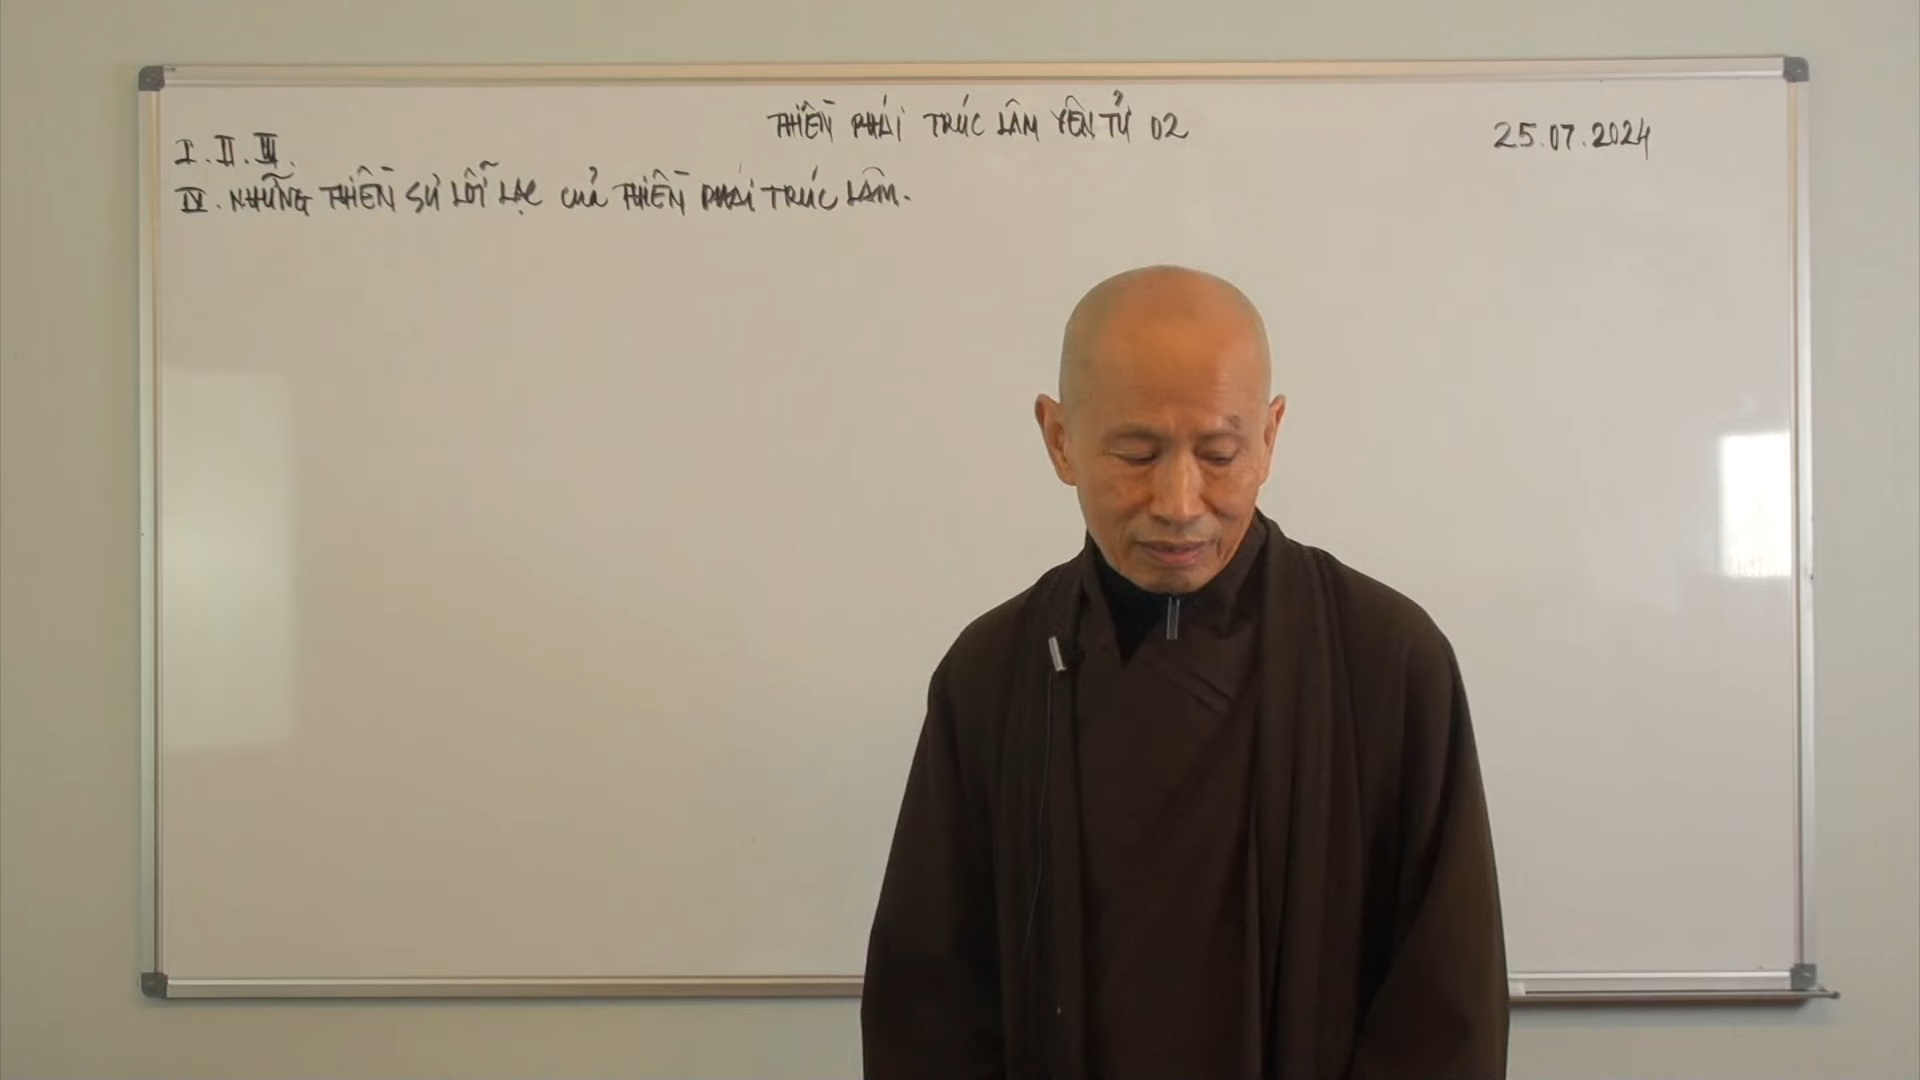 THIỀN PHÁI TRÚC LÂM YÊN TỬ 02
25.07.2024
I. II. III.
IV. NHỮNG THIỀN SƯ LỖI LẠC của THIỀN PHÁI TRÚC LÂM.